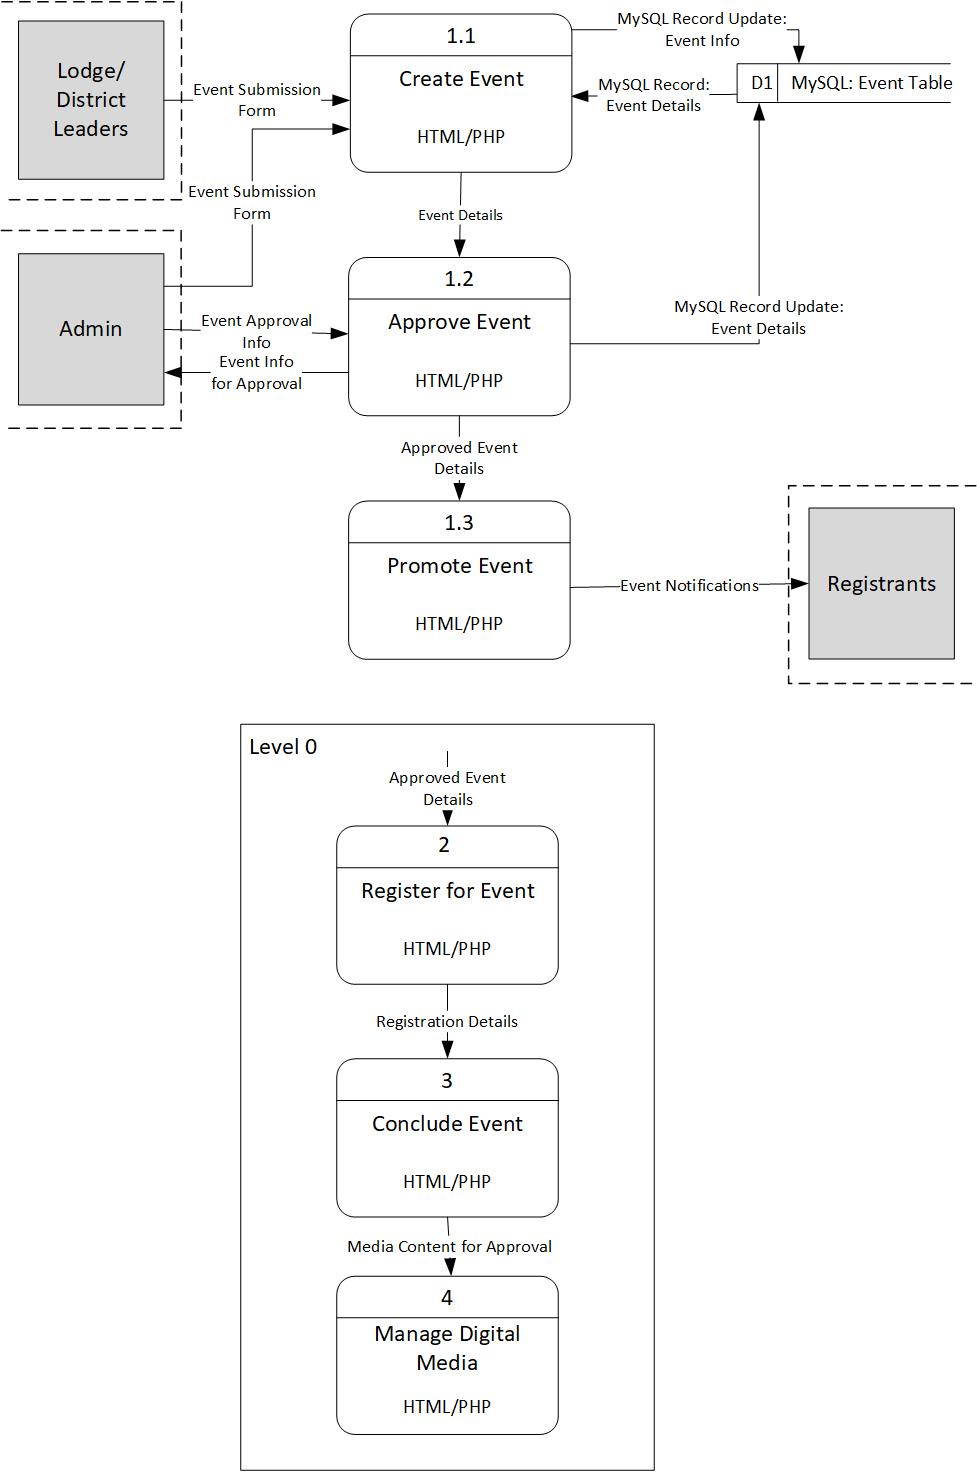 Lodge/
District
Leaders
Event Submission
Form
1.1
Create Event
HTML/PHP
MySQL Record Update:
Event Info
MySQL Record:
Event Details
D1
MySQL: Event Table
Event Submission
Form
Event Details
Admin
Event Approval
Info
Event Info
for Approval
1.2
Approve Event
HTML/PHP
MySQL Record Update:
Event Details
Approved Event
Details
1.3
Promote Event
HTML/PHP
Event Notifications
Registrants
Level 0
Approved Event
Details
2
Register for Event
HTML/PHP
Registration Details
3
Conclude Event
HTML/PHP
Media Content for Approval
4
Manage Digital
Media
HTML/PHP